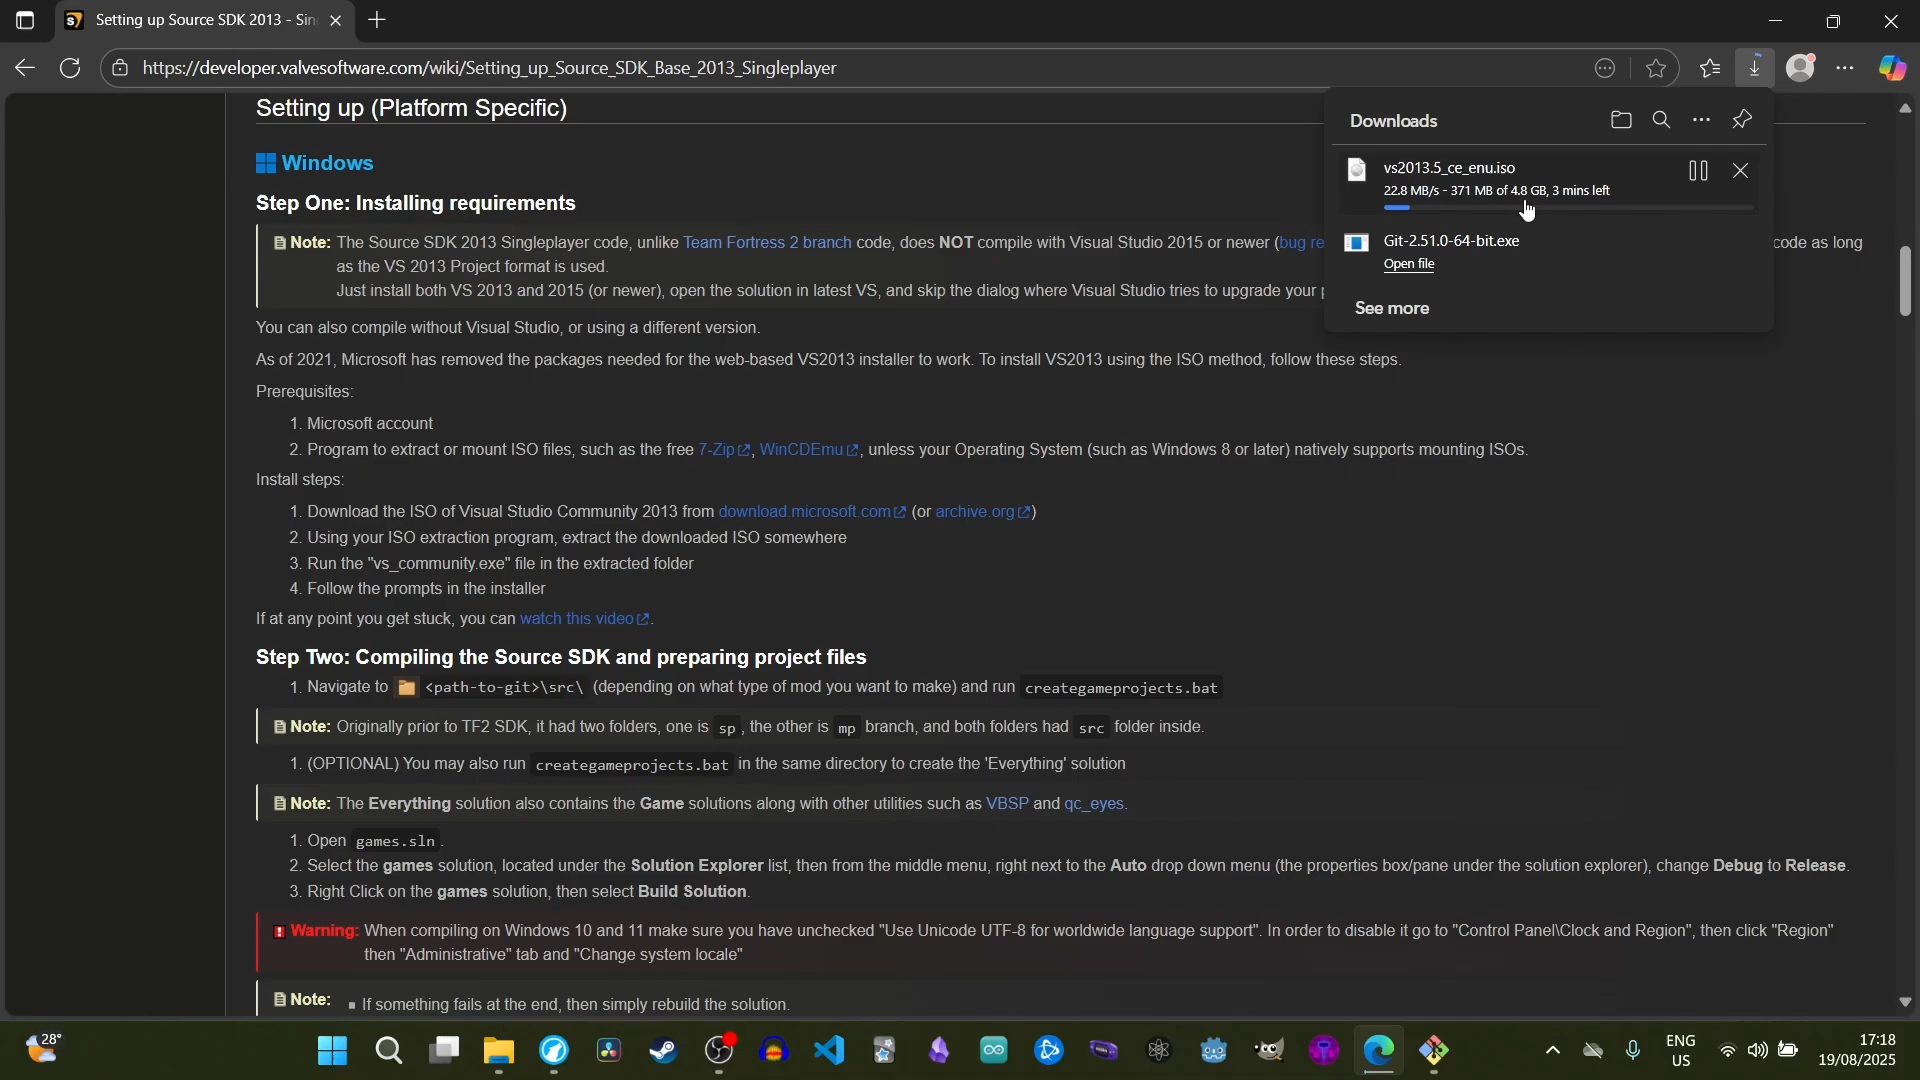 Setting up Source SDK 2013 - Sin
https://developer.valvesoftware.com/wiki/Setting_up_Source_SDK_Base_2013_Singleplayer
Downloads
vs2013.5_ce_enu.iso
22.8 MB/s - 371 MB of 4.8 GB, 3 mins left
Git-2.51.0-64-bit.exe
Open file
See more
Setting up (Platform Specific)
Windows
Step One: Installing requirements
Note: The Source SDK 2013 Singleplayer code, unlike Team Fortress 2 branch code, does NOT compile with Visual Studio 2015 or newer (bug re code as long
as the VS 2013 Project format is used.
Just install both VS 2013 and 2015 (or newer), open the solution in latest VS, and skip the dialog where Visual Studio tries to upgrade your
You can also compile without Visual Studio, or using a different version.
As of 2021, Microsoft has removed the packages needed for the web-based VS2013 installer to work. To install VS2013 using the ISO method, follow these steps.
Prerequisites:
1. Microsoft account
2. Program to extract or mount ISO files, such as the free 7-Zip, WinCDEmu, unless your Operating System (such as Windows 8 or later) natively supports mounting ISOs.
Install steps:
1. Download the ISO of Visual Studio Community 2013 from download.microsoft.com (or archive.org)
2. Using your ISO extraction program, extract the downloaded ISO somewhere
3. Run the "vs_community.exe" file in the extracted folder
4. Follow the prompts in the installer
If at any point you get stuck, you can watch this video.
Step Two: Compiling the Source SDK and preparing project files
1. Navigate to <path-to-git>\src\ (depending on what type of mod you want to make) and run creategameprojects.bat
Note: Originally prior to TF2 SDK, it had two folders, one is sp, the other is mp branch, and both folders had src folder inside.
1. (OPTIONAL) You may also run creategameprojects.bat in the same directory to create the 'Everything' solution
Note: The Everything solution also contains the Game solutions along with other utilities such as VBSP and qc_eyes.
1. Open games.sln.
2. Select the games solution, located under the Solution Explorer list, then from the middle menu, right next to the Auto drop down menu (the properties box/pane under the solution explorer), change Debug to Release.
3. Right Click on the games solution, then select Build Solution.
Warning: When compiling on Windows 10 and 11 make sure you have unchecked "Use Unicode UTF-8 for worldwide language support". In order to disable it go to "Control Panel\Clock and Region", then click "Region"
then "Administrative" tab and "Change system locale"
Note: ▪ If something fails at the end, then simply rebuild the solution.
28°
ENG
US
17:18
19/08/2025